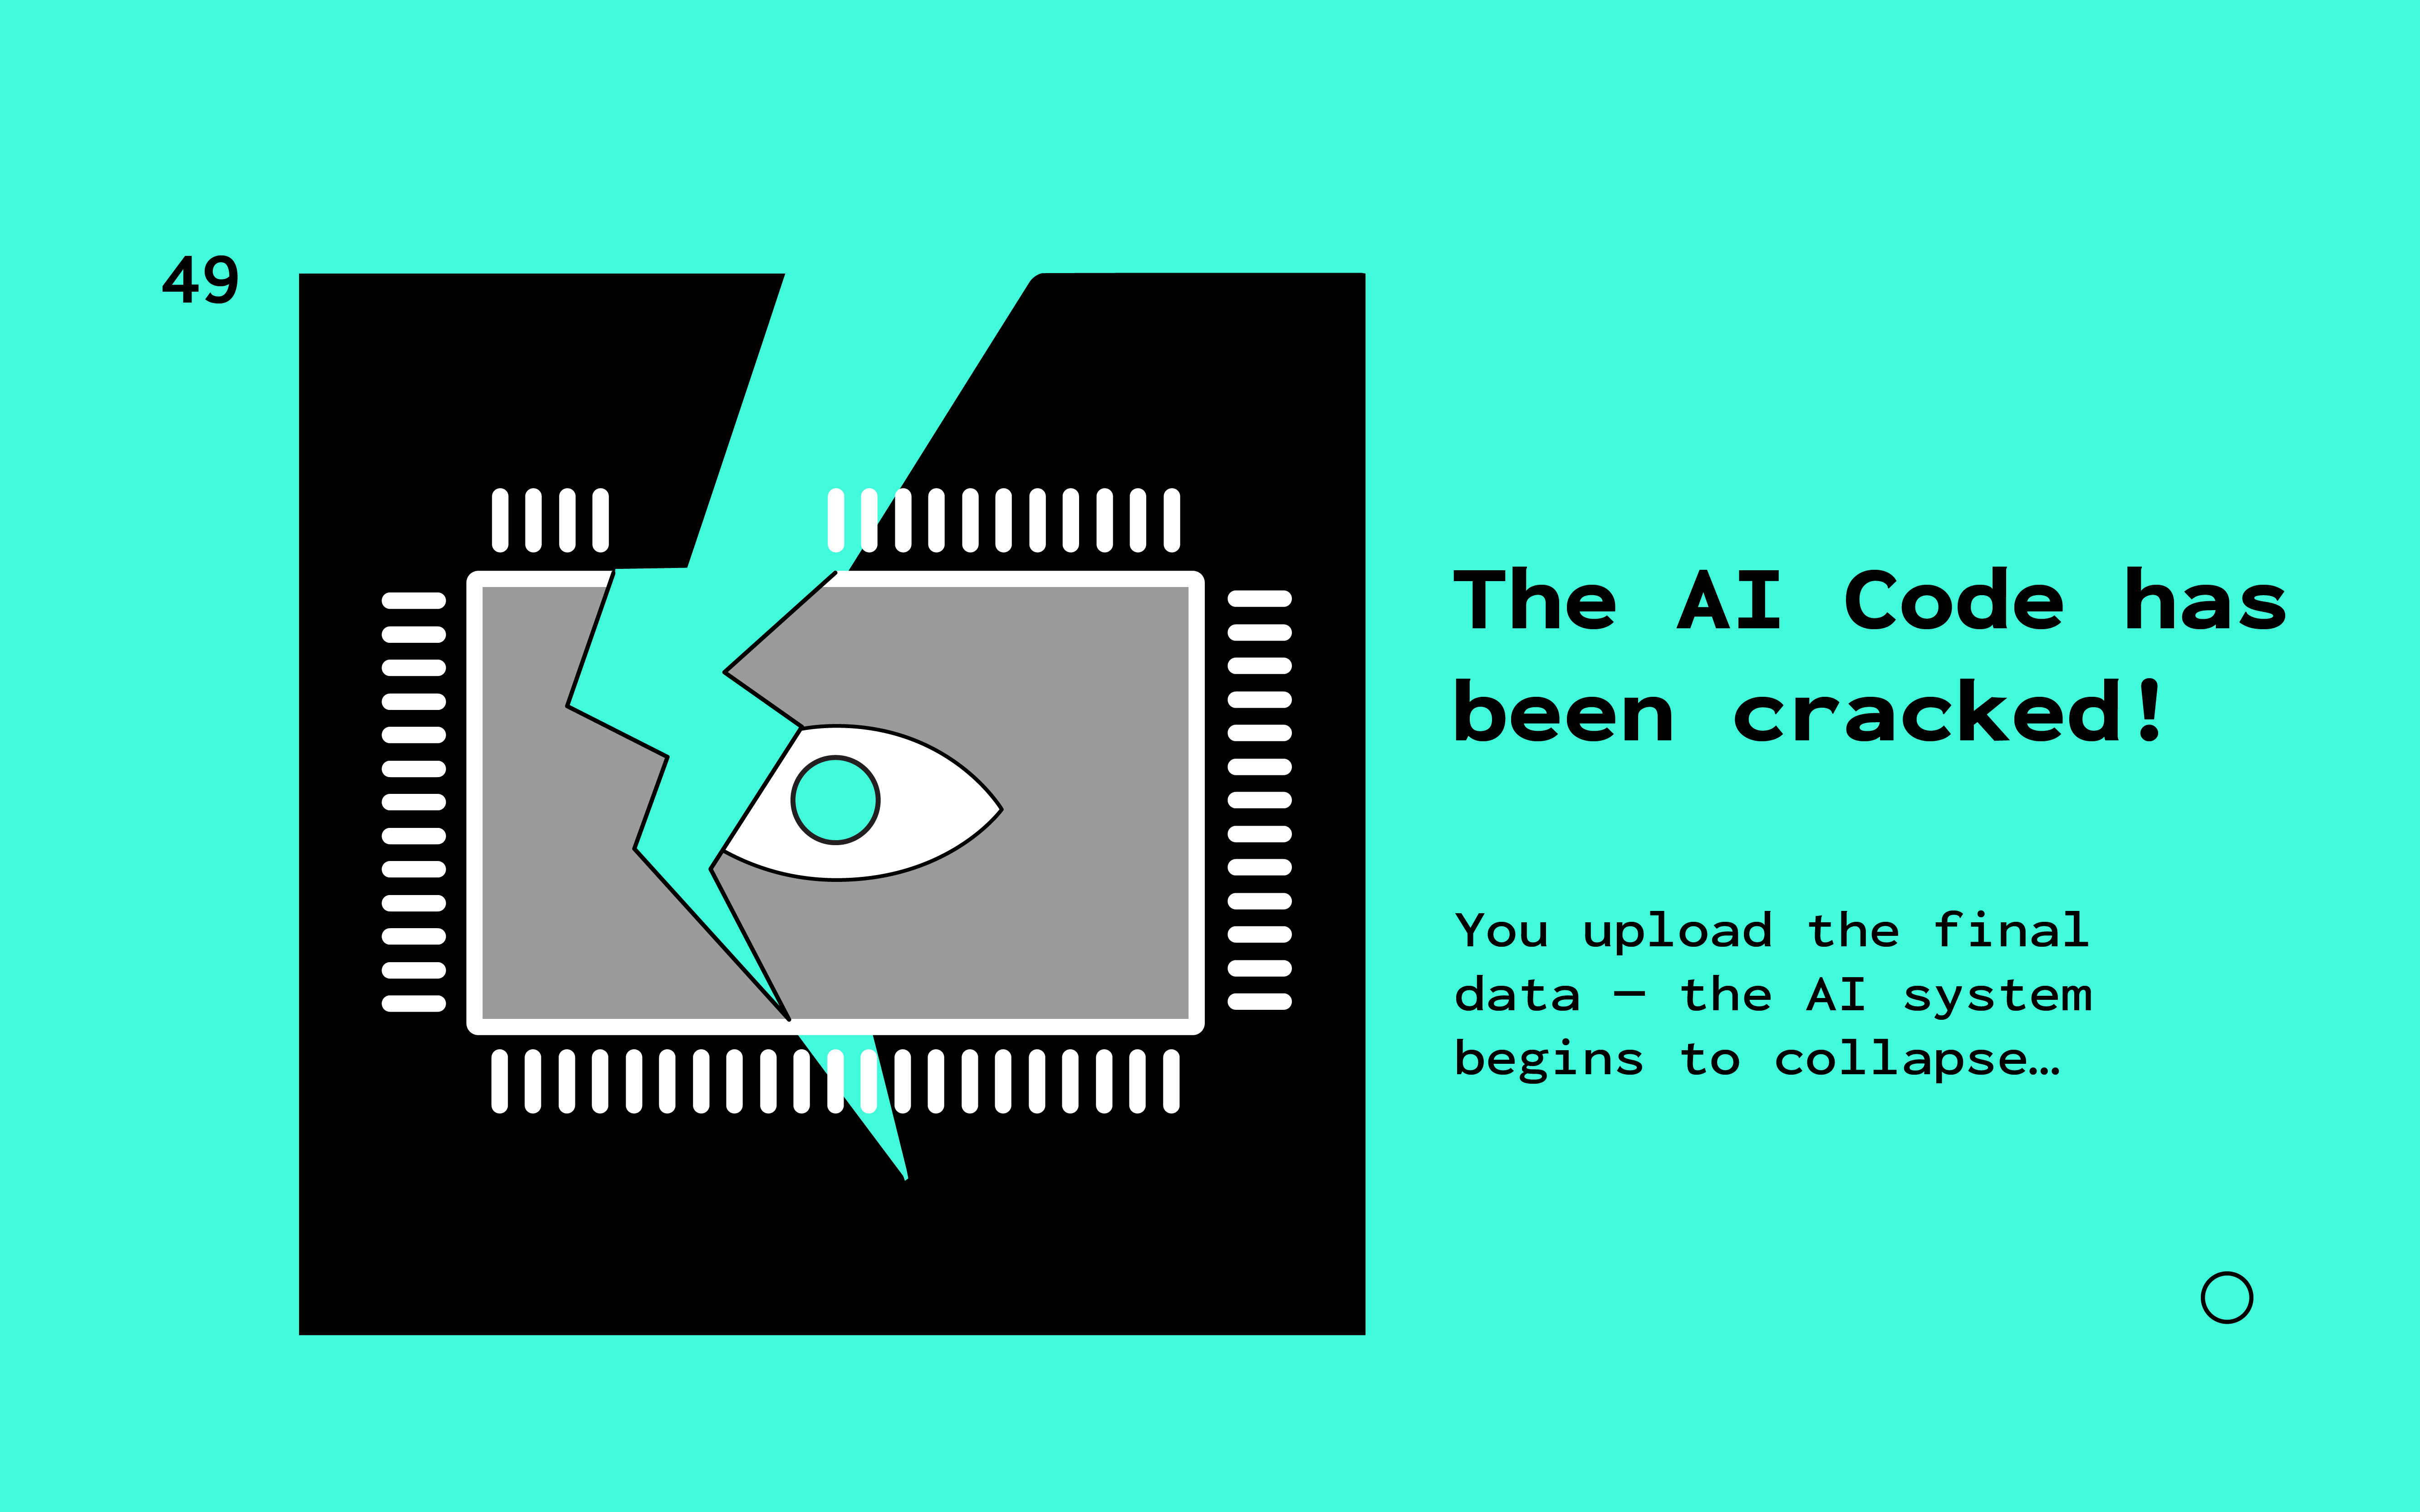 49
The AI Code has
been cracked!
You upload the final
data — the AI system
begins to collapse…